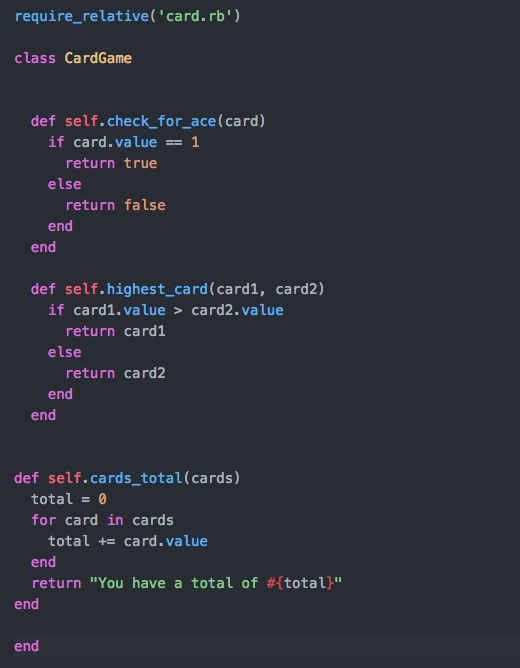 require_relative('card.rb')
class CardGame
def self.check_for_ace(card)
if card.value == 1
return true
else
return false
end
end
def self.highest_card(card1, card2)
if card1.value > card2.value
return card1
else
return card2
end
end
def self.cards_total(cards)
total = 0
for card in cards
total += card.value
end
return "You have a total of #{total}"
end
end